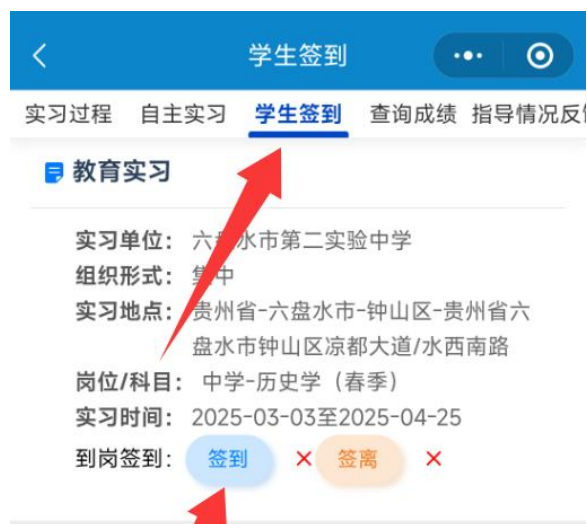 学生签到
实习过程 自主实习 学生签到 查询成绩 指导情况反
教育实习
实习单位： 六盘水市第二实验中学
组织形式： 集中
实习地点： 贵州省-六盘水市-钟山区-贵州省六
盘水市钟山区凉都大道/水西南路
岗位/科目： 中学-历史学（春季）
实习时间： 2025-03-03至2025-04-25
到岗签到： 签到 × 签离 ×